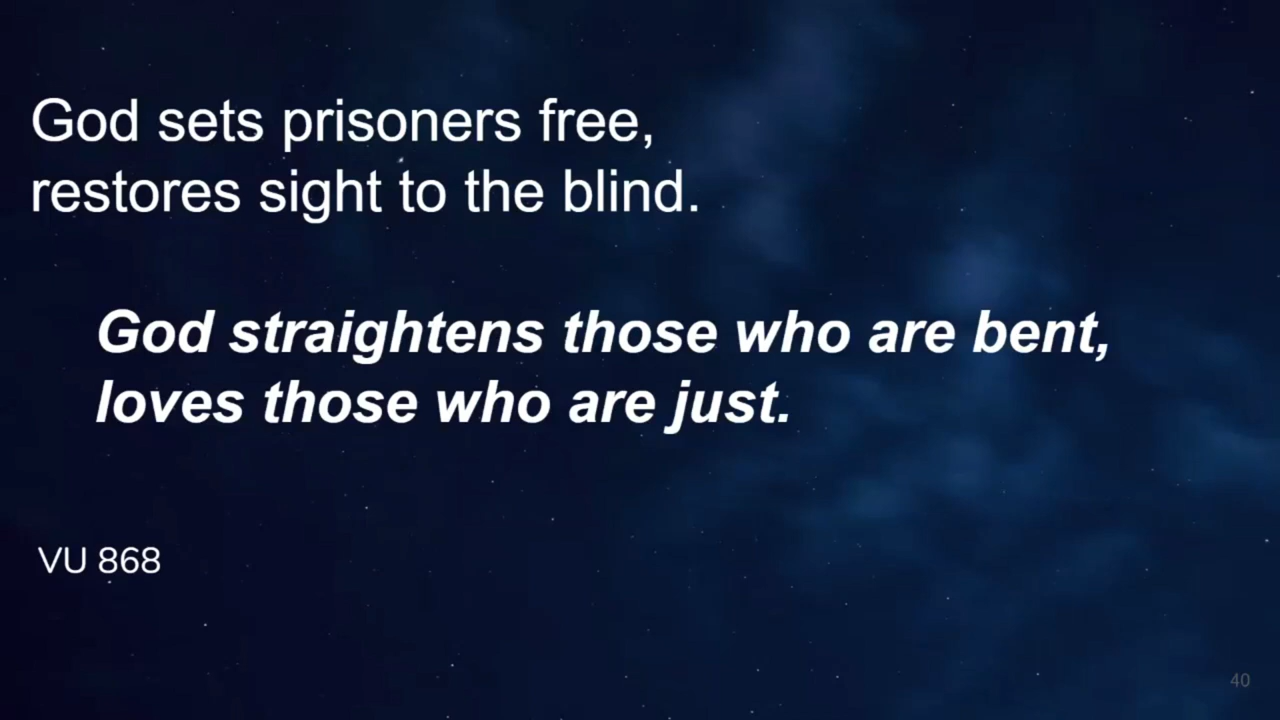 God sets prisoners free,
restores sight to the blind.
God straightens those who are bent,
loves those who are just.
VU 868
40